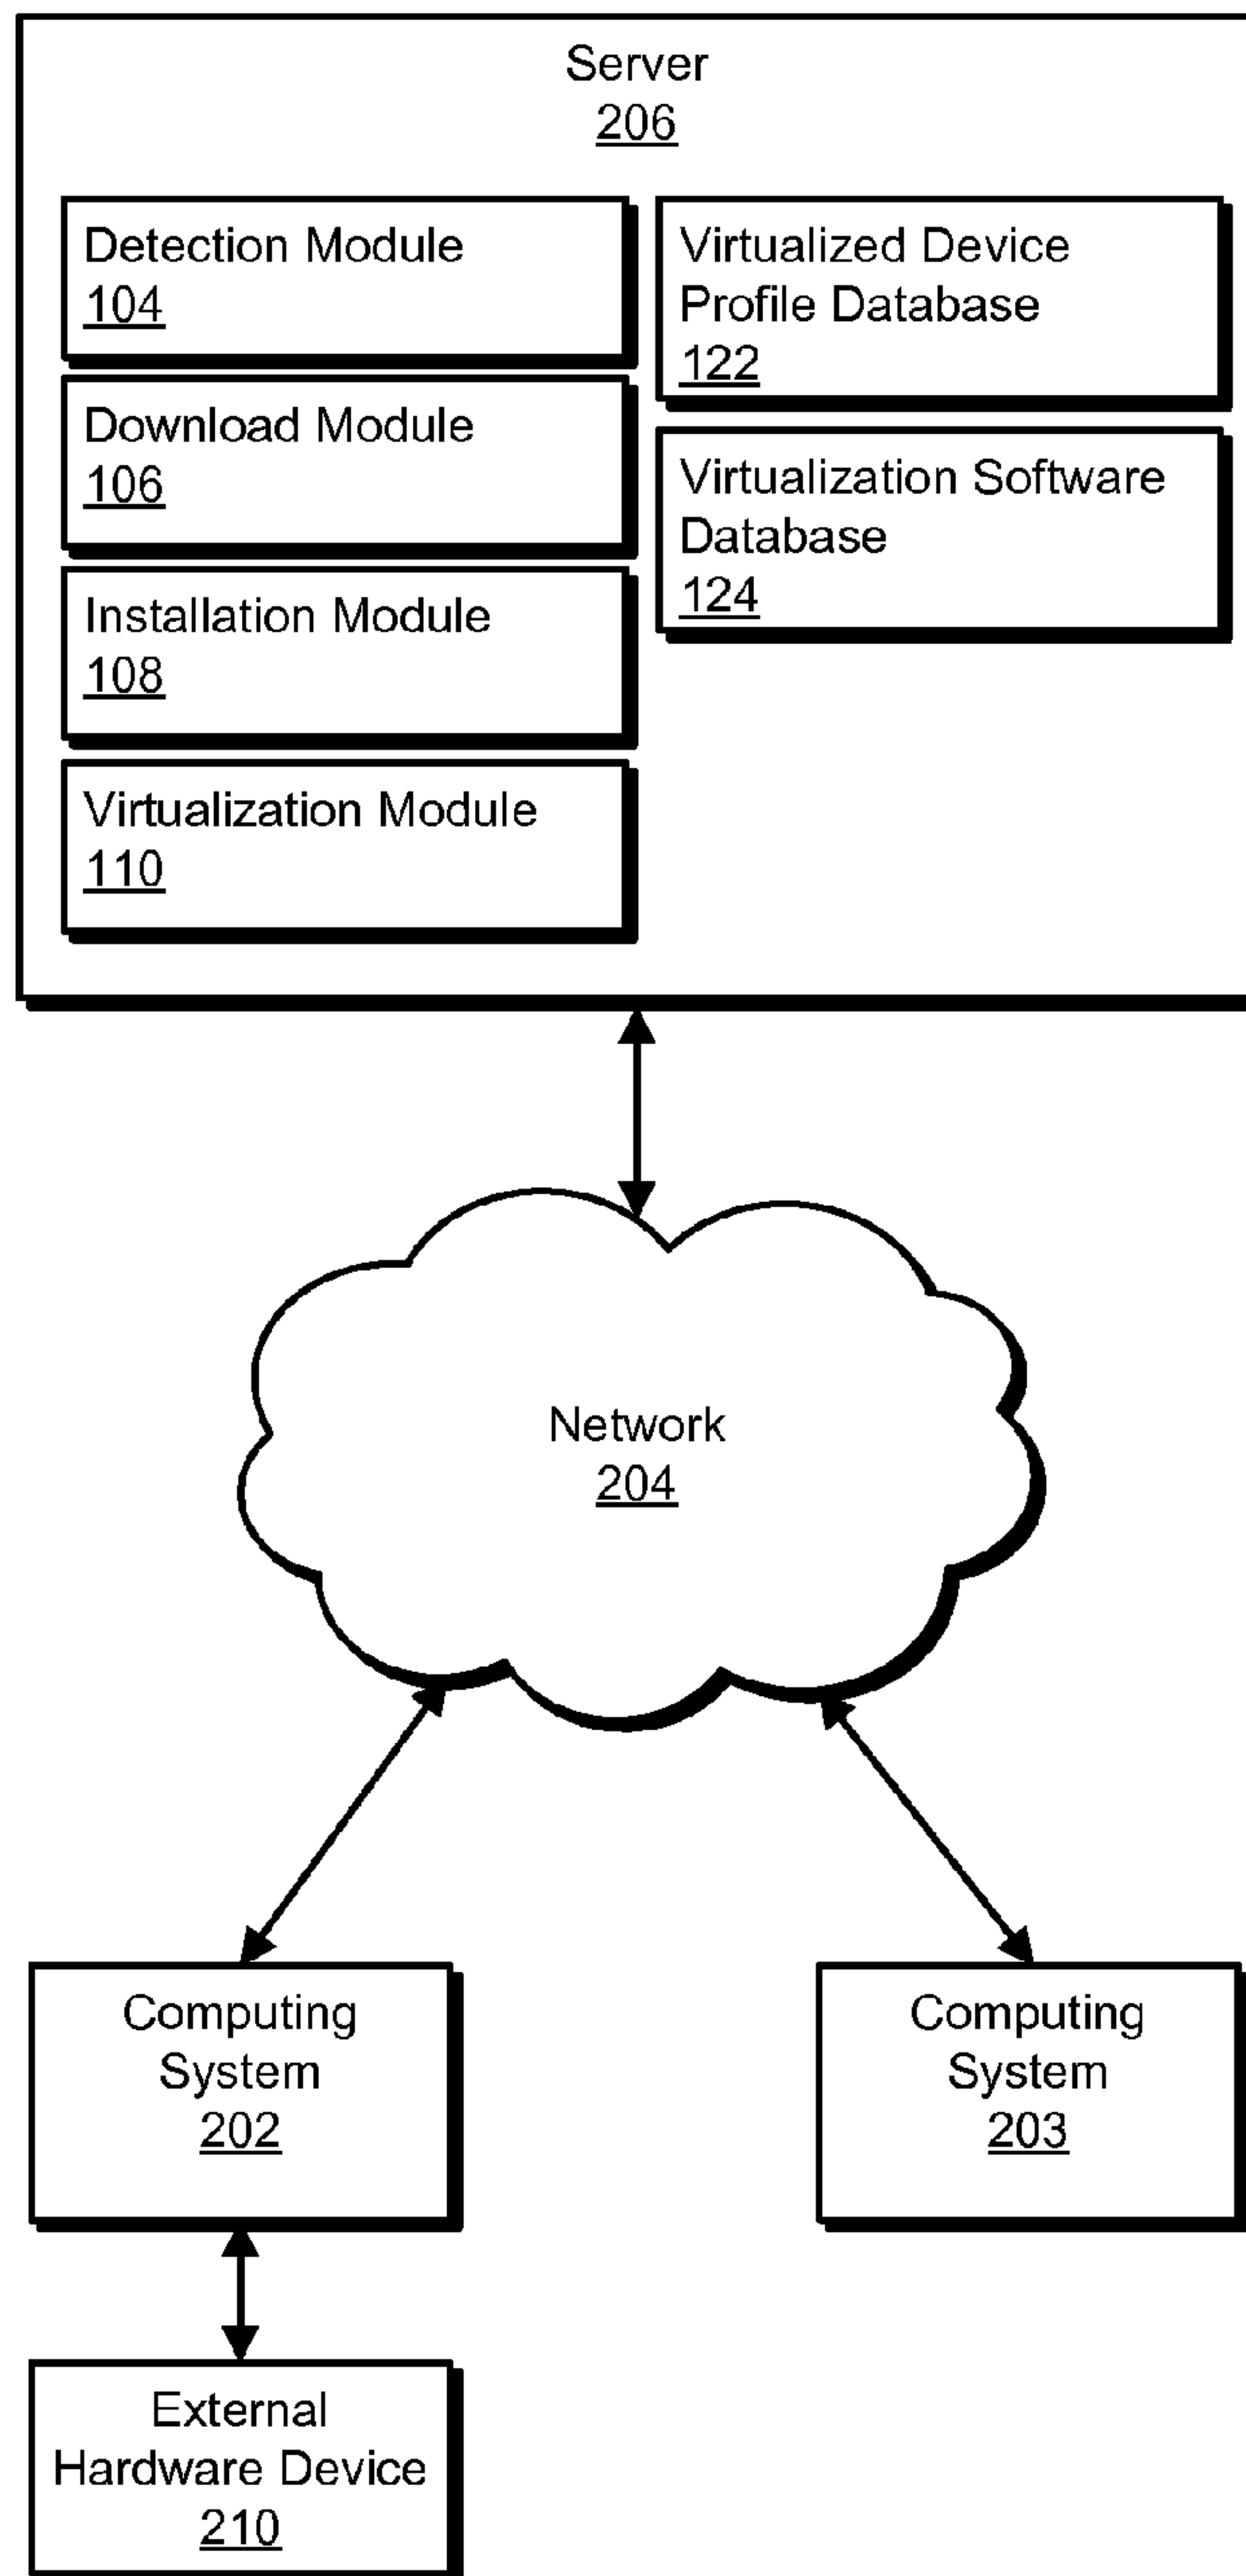 Server
206
Detection Module
104
Download Module
106
Installation Module
108
Virtualization Module
110
Virtualized Device
Profile Database
122
Virtualization Software
Database
124
Network
204
Computing
System
202
Computing
System
203
External
Hardware Device
210